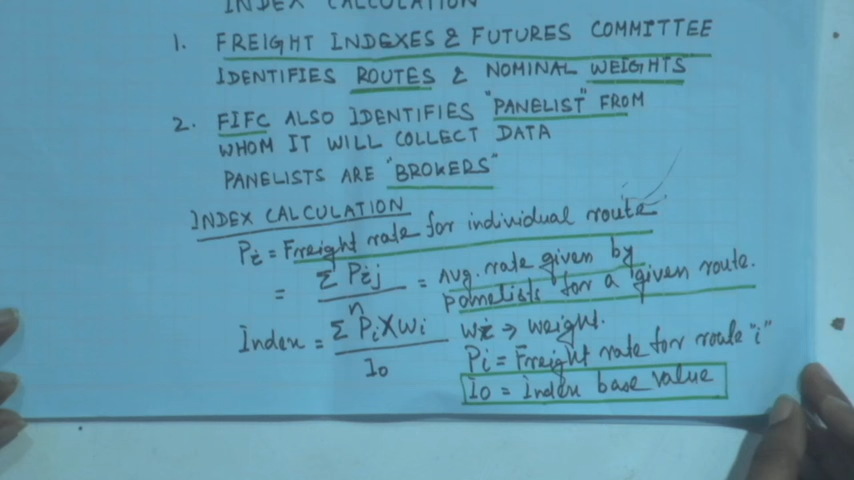 INDEX CALCULATION
1. FREIGHT INDEXES & FUTURES COMMITTEE
IDENTIFIES ROUTES & NOMINAL WEIGHTS
2. FIFC ALSO IDENTIFIES "PANELIST" FROM
WHOM IT WILL COLLECT DATA
PANELISTS ARE "BROKERS"
INDEX CALCULATION
Pi = Freight rate for individual route
= Σ Pij / n = Avg. rate given by
panelists for a given route.
Index = Σ Pi X Wi / Io
Wi → weight.
Pi = Freight rate for route "i"
Io = Index base value